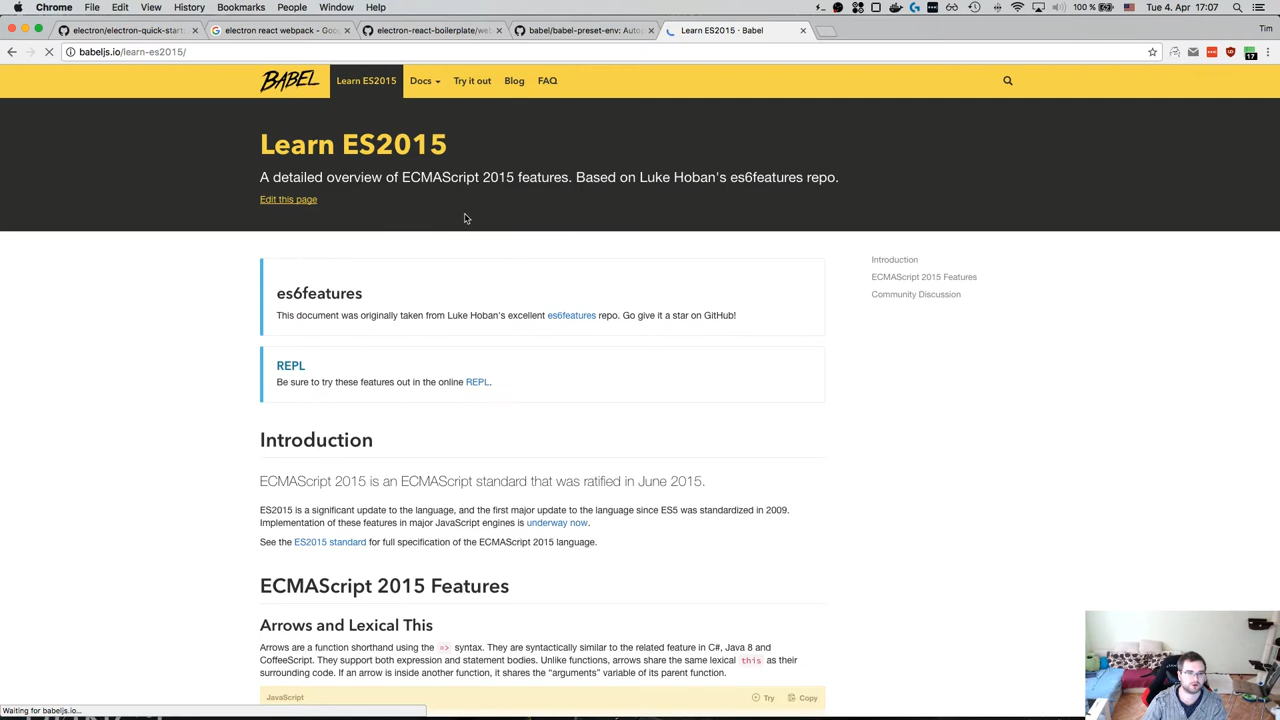 Chrome File Edit View History Bookmarks People Window Help 100 % Tu 4. Apr 17:07
electron/electron-quick-start: electron react webpack - Goo electron-react-boilerplate/we babel/babel-preset-env: Auto Learn ES2015 · Babel Tim
babeljs.io/learn-es2015/ 17
BABEL Learn ES2015 Docs Try it out Blog FAQ
Learn ES2015
A detailed overview of ECMAScript 2015 features. Based on Luke Hoban's es6features repo.
Edit this page
Introduction
ECMAScript 2015 Features
Community Discussion
es6features
This document was originally taken from Luke Hoban's excellent es6features repo. Go give it a star on GitHub!
REPL
Be sure to try these features out in the online REPL.
Introduction
ECMAScript 2015 is an ECMAScript standard that was ratified in June 2015.
ES2015 is a significant update to the language, and the first major update to the language since ES5 was standardized in 2009.
Implementation of these features in major JavaScript engines is underway now.
See the ES2015 standard for full specification of the ECMAScript 2015 language.
ECMAScript 2015 Features
Arrows and Lexical This
Arrows are a function shorthand using the => syntax. They are syntactically similar to the related feature in C#, Java 8 and
CoffeeScript. They support both expression and statement bodies. Unlike functions, arrows share the same lexical this as their
surrounding code. If an arrow is inside another function, it shares the "arguments" variable of its parent function.
JavaScript Try Copy
Waiting for babeljs.io...